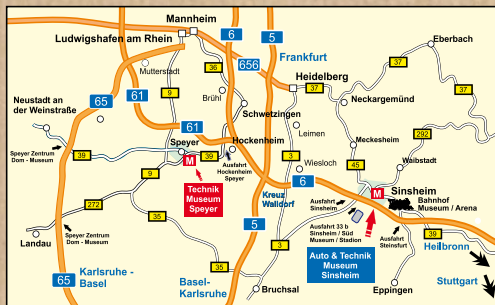 Mannheim
Ludwigshafen am Rhein
6
5
Frankfurt
Eberbach
656
Mutterstadt
36
37
37
Heidelberg
37
9
Brühl
65
61
Neckargemünd
Neustadt an
der Weinstraße
Schwetzingen
61
Leimen
292
Speyer Zentrum
Dom - Museum
Speyer
Hockenheim
Meckesheim
39
M
39
3
Wiesloch
45
Waibstadt
9
Ausfahrt
Hockenheim
Speyer
6
Technik
Museum
Speyer
Kreuz
Walldorf
M
Sinsheim
Bahnhof
Museum / Arena
272
35
5
Ausfahrt
Sinsheim
Ausfahrt 33 b
Sinsheim / Süd
Museum / Stadion
Ausfahrt
Steinsfurt
39
Landau
Speyer Zentrum
Dom - Museum
3
Heilbronn
65
Karlsruhe -
Basel
35
Basel-
Karlsruhe
Bruchsal
Auto & Technik
Museum
Sinsheim
Eppingen
Stuttgart